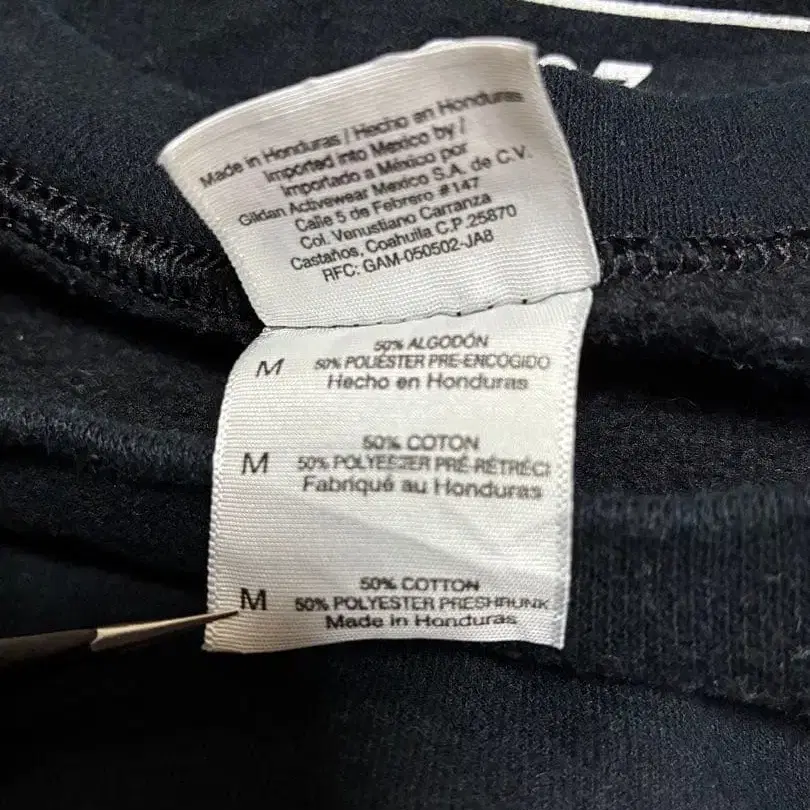 Made in Honduras / Hecho en Honduras
Imported into Mexico by /
Importado a México por
Gildan Activewear Mexico S.A. de C.V.
Calle 5 de Febrero #147
Col. Venustiano Carranza
Castaños, Coahuila C.P. 25870
RFC: GAM-050502-JA8
50% ALGODÓN
M 50% POLIÉSTER PRE-ENCOGIDO
Hecho en Honduras
50% COTON
M 50% POLYESTER PRÉ-RÉTRÉCI
Fabriqué au Honduras
50% COTTON
M 50% POLYESTER PRESHRUNK
Made in Honduras